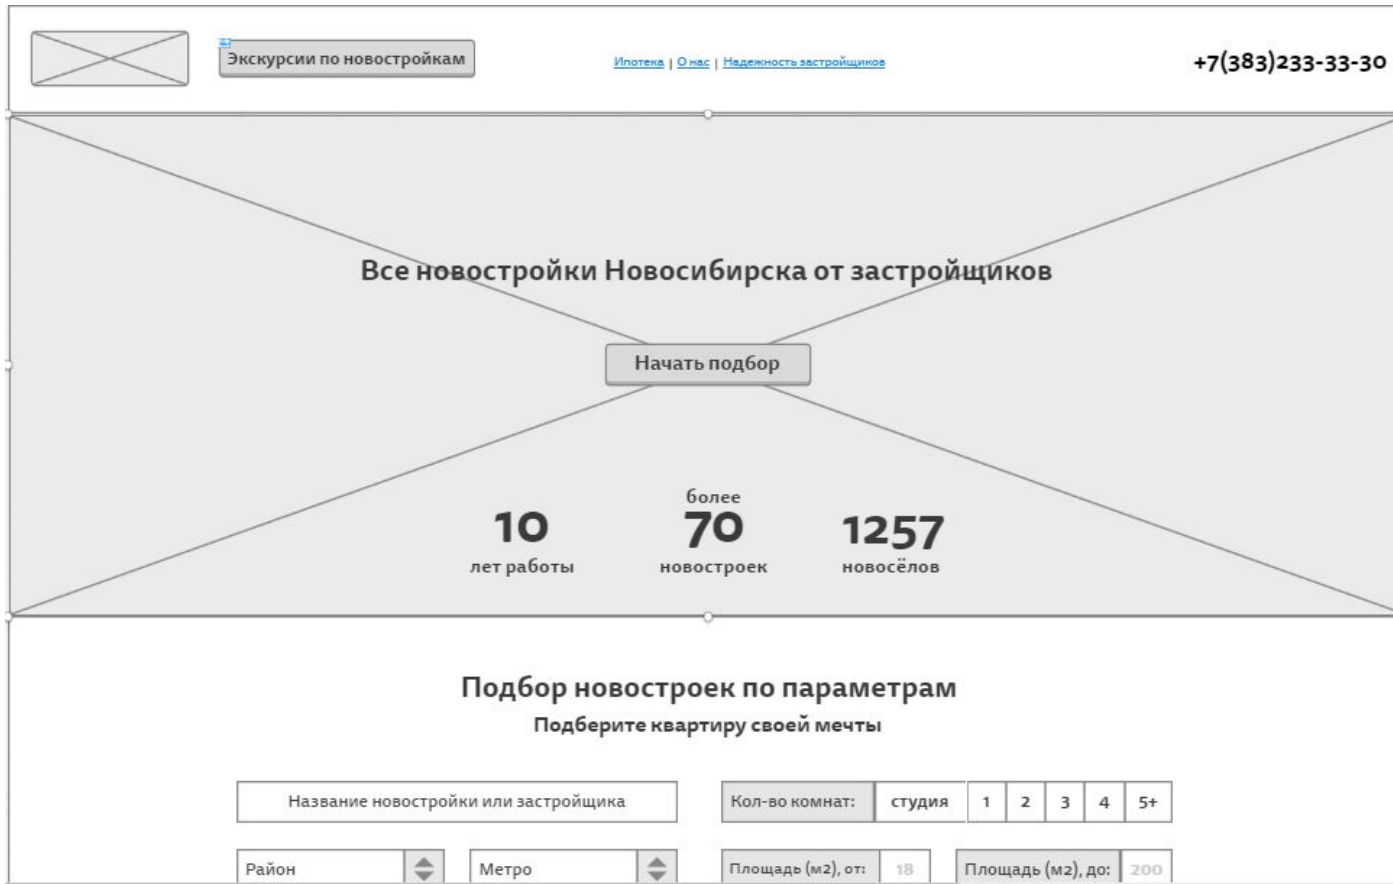 Экскурсии по новостройкам
Ипотека | О нас | Надежность застройщиков
+7(383)233-33-30
Все новостройки Новосибирска от застройщиков
Начать подбор
10
лет работы
более
70
новостроек
1257
новосёлов
Подбор новостроек по параметрам
Подберите квартиру своей мечты
Название новостройки или застройщика
Кол-во комнат: студия 1 2 3 4 5+
Район
Метро
Площадь (м2), от: 18
Площадь (м2), до: 200